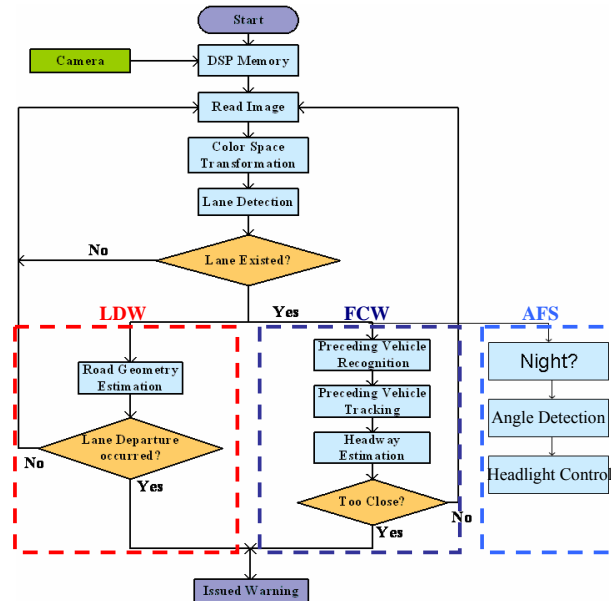 Start
Camera
DSP Memory
Read Image
Color Space
Transformation
Lane Detection
No
Lane Existed?
LDW
Yes
FCW
AFS
Road Geometry
Estimation
Lane Departure
occurred?
No
Yes
Preceding Vehicle
Recognition
Preceding Vehicle
Tracking
Headway
Estimation
Too Close?
No
Yes
Night?
Angle Detection
Headlight Control
Issued Warning